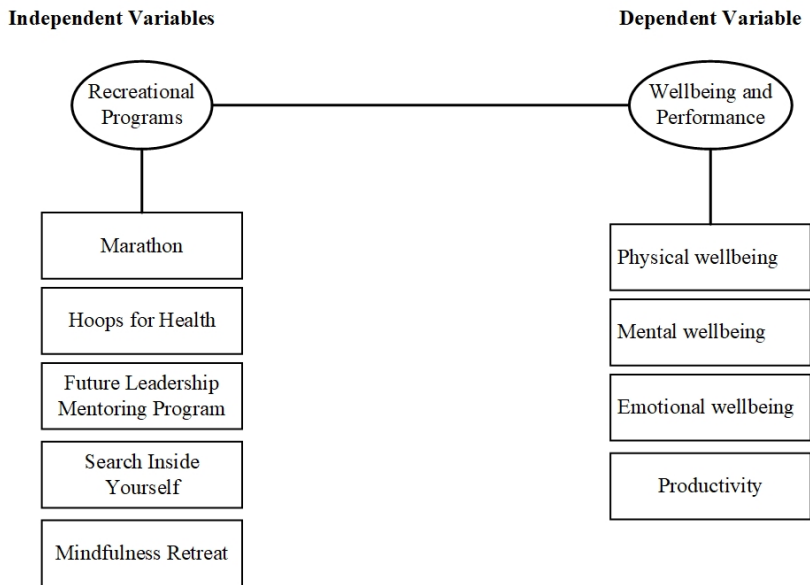 Independent Variables
Dependent Variable
Recreational
Programs
Wellbeing and
Performance
Marathon
Hoops for Health
Future Leadership
Mentoring Program
Search Inside
Yourself
Mindfulness Retreat
Physical wellbeing
Mental wellbeing
Emotional wellbeing
Productivity